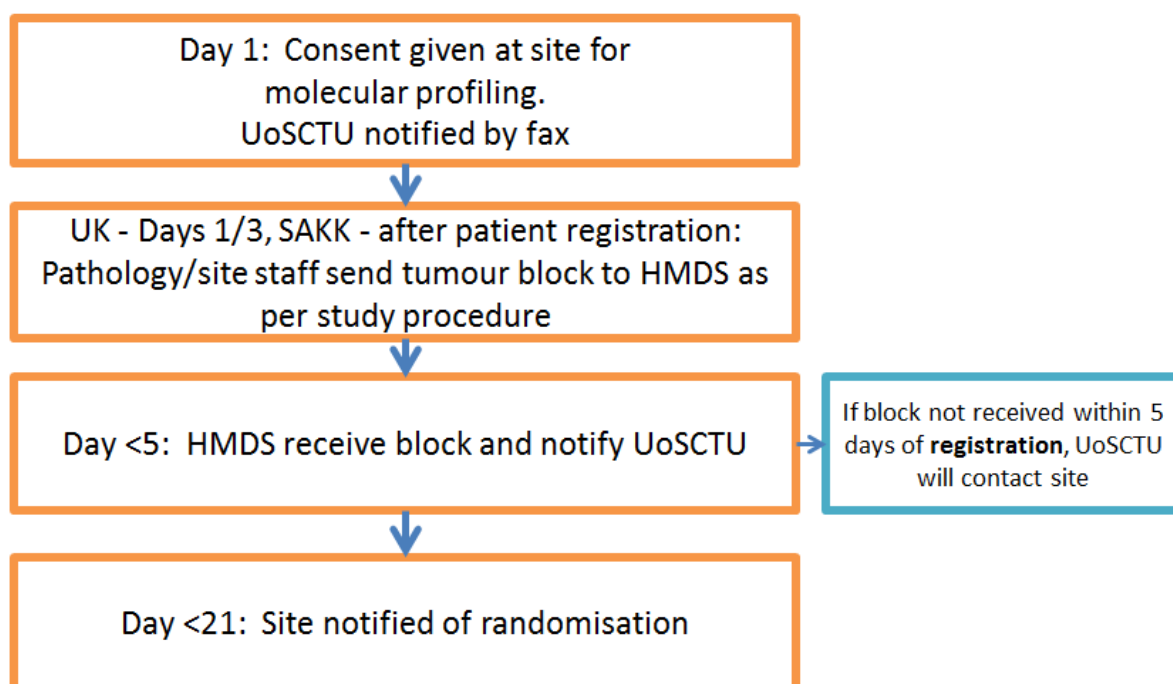 Day 1:  Consent given at site for
molecular profiling.
UoSCTU notified by fax
UK - Days 1/3, SAKK - after patient registration:
Pathology/site staff send tumour block to HMDS as
per study procedure
Day <5:  HMDS receive block and notify UoSCTU
If block not received within 5
days of registration, UoSCTU
will contact site
Day <21:  Site notified of randomisation